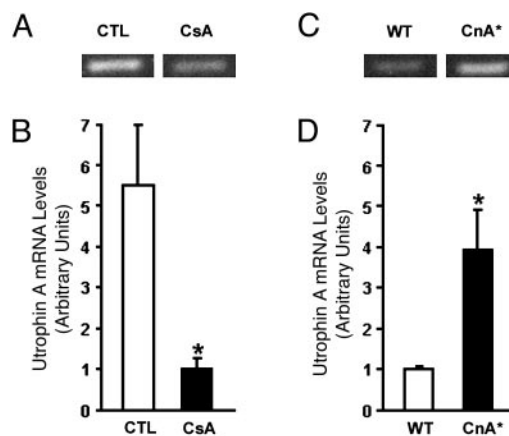 A
CTL CsA
B
Utrophin A mRNA Levels
(Arbitrary Units)
7
6
5
4
3
2
1
0
*
CTL CsA
C
WT CnA*
D
Utrophin A mRNA Levels
(Arbitrary Units)
7
6
5
4
3
2
1
0
*
WT CnA*